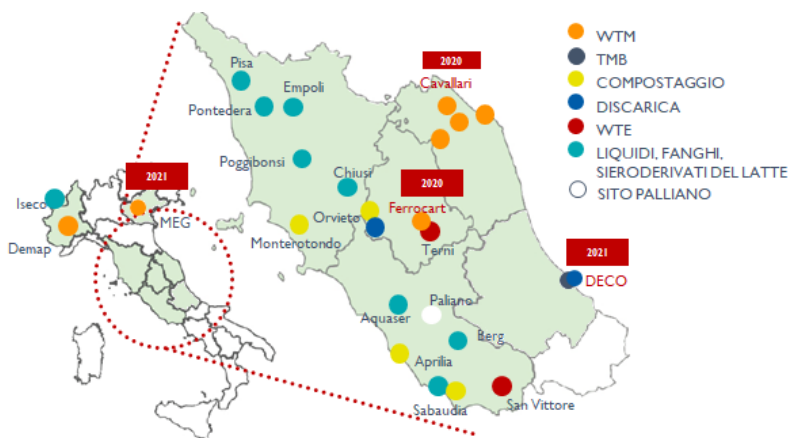 Pisa
Empoli
Pontedera
Poggibonsi
Chiusi
Orvieto
Monterotondo
2020
Cavallari
2020
Ferrocart
Terni
2021
MEG
Iseco
Demap
2021
DECO
Paliano
Aquaser
Berg
Aprilia
Sabaudia
San Vittore
WTM
TMB
COMPOSTAGGIO
DISCARICA
WTE
LIQUIDI, FANGHI,
SIERODERIVATI DEL LATTE
SITO PALLIANO